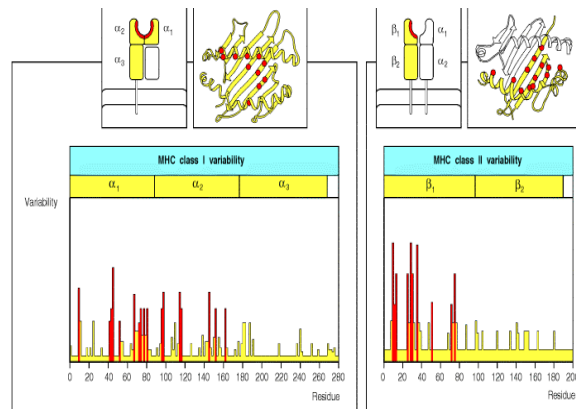 α2
α1
α3
β1
α1
β2
α2
MHC class I variability
α1
α2
α3
Variability
0 20 40 60 80 100 120 140 160 180 200 220 240 260 280
Residue
MHC class II variability
β1
β2
0 20 40 60 80 100 120 140 160 180 200
Residue